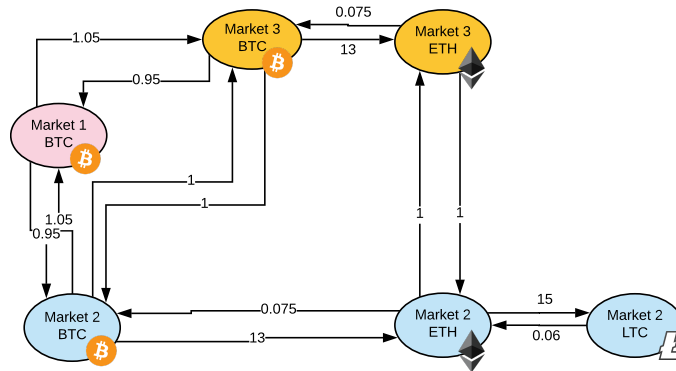 0.075
Market 3
BTC
Market 3
ETH
1.05
13
0.95
Market 1
BTC
1
1
1.05
0.95
1
1
Market 2
BTC
0.075
13
Market 2
ETH
15
0.06
Market 2
LTC